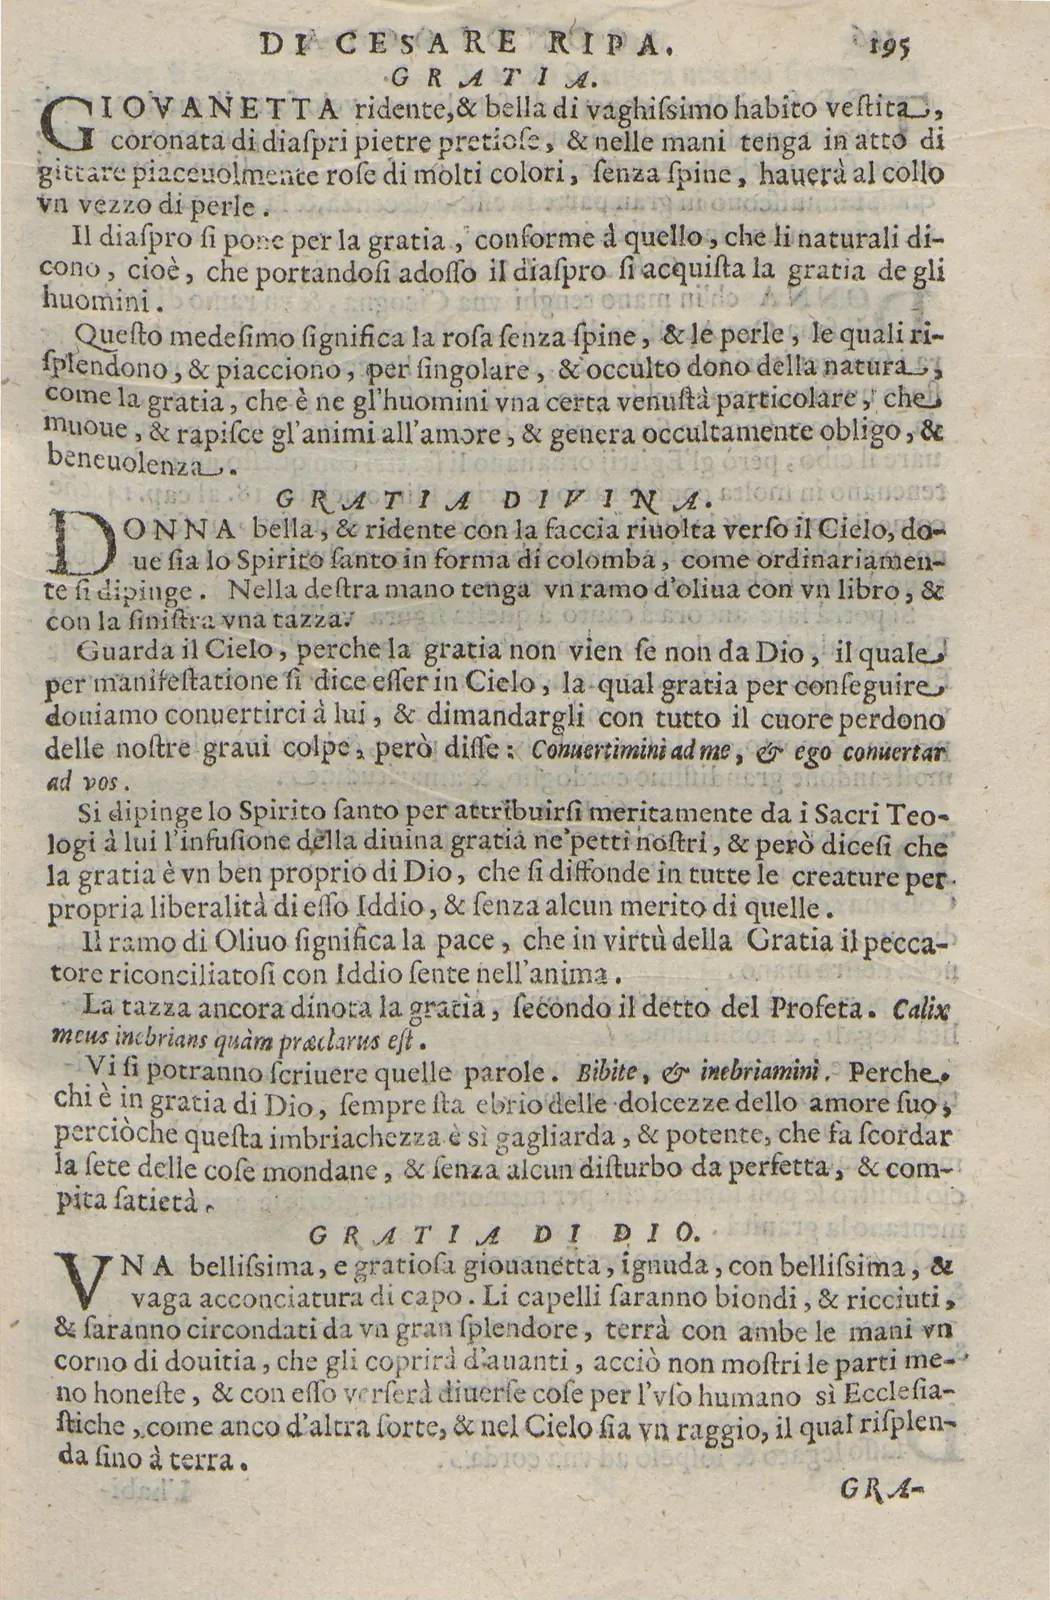 DI CESARE RIPA. 195
GRATIA.
GIOVANETTA ridente, & bella di vaghiſsimo habito veſtita,
coronata di diaſpri pietre pretioſe, & nelle mani tenga in atto di
gittare piaceuolmente roſe di molti colori, ſenza ſpine, hauerà al collo
vn vezzo di perle.
Il diaſpro ſi pone per la gratia, conforme à quello, che li naturali di-
cono, cioè, che portandoſi adoſſo il diaſpro ſi acquiſta la gratia de gli
huomini.
Queſto medeſimo ſignifica la roſa ſenza ſpine, & le perle, le quali ri-
ſplendono, & piacciono, per ſingolare, & occulto dono della natura,
come la gratia, che è ne gl'huomini vna certa venuſtà particolare, che
muoue, & rapiſce gl'animi all'amore, & genera occultamente obligo, &
beneuolenza.
GRATIA DIVINA.
DONNA bella, & ridente con la faccia riuolta verſo il Cielo, do-
ue ſia lo Spirito ſanto in forma di colomba, come ordinariamen-
te ſi dipinge. Nella deſtra mano tenga vn ramo d'oliua con vn libro, &
con la ſiniſtra vna tazza.
Guarda il Cielo, perche la gratia non vien ſe non da Dio, il quale
per manifeſtatione ſi dice eſſer in Cielo, la qual gratia per conſeguire
douiamo conuertirci à lui, & dimandargli con tutto il cuore perdono
delle noſtre graui colpe, però diſſe: Conuertimini ad me, & ego conuertar
ad vos.
Si dipinge lo Spirito ſanto per attribuirſi meritamente da i Sacri Teo-
logi à lui l'infuſione della diuina gratia ne'petti noſtri, & però diceſi che
la gratia è vn ben proprio di Dio, che ſi diffonde in tutte le creature per
propria liberalità di eſſo Iddio, & ſenza alcun merito di quelle.
Il ramo di Oliuo ſignifica la pace, che in virtù della Gratia il pecca-
tore riconciliatoſi con Iddio ſente nell'anima.
La tazza ancora dinota la gratia, ſecondo il detto del Profeta. Calix
meus inebrians quàm præclarus eſt.
Vi ſi potranno ſcriuere quelle parole. Bibite, & inebriamini. Perche
chi è in gratia di Dio, ſempre ſta ebrio delle dolcezze dello amore ſuo,
perciòche queſta imbriachezza è sì gagliarda, & potente, che fa ſcordar
la ſete delle coſe mondane, & ſenza alcun diſturbo da perfetta, & com-
pita ſatietà.
GRATIA DI DIO.
VNA belliſsima, e gratioſa giouanetta, ignuda, con belliſsima, &
vaga acconciatura di capo. Li capelli ſaranno biondi, & ricciuti,
& ſaranno circondati da vn gran ſplendore, terrà con ambe le mani vn
corno di douitia, che gli coprirà d'auanti, acciò non moſtri le parti me-
no honeſte, & con eſſo verſerà diuerſe coſe per l'vſo humano sì Eccleſia-
ſtiche, come anco d'altra ſorte, & nel Cielo ſia vn raggio, il qual riſplen-
da ſino à terra.
GRA-